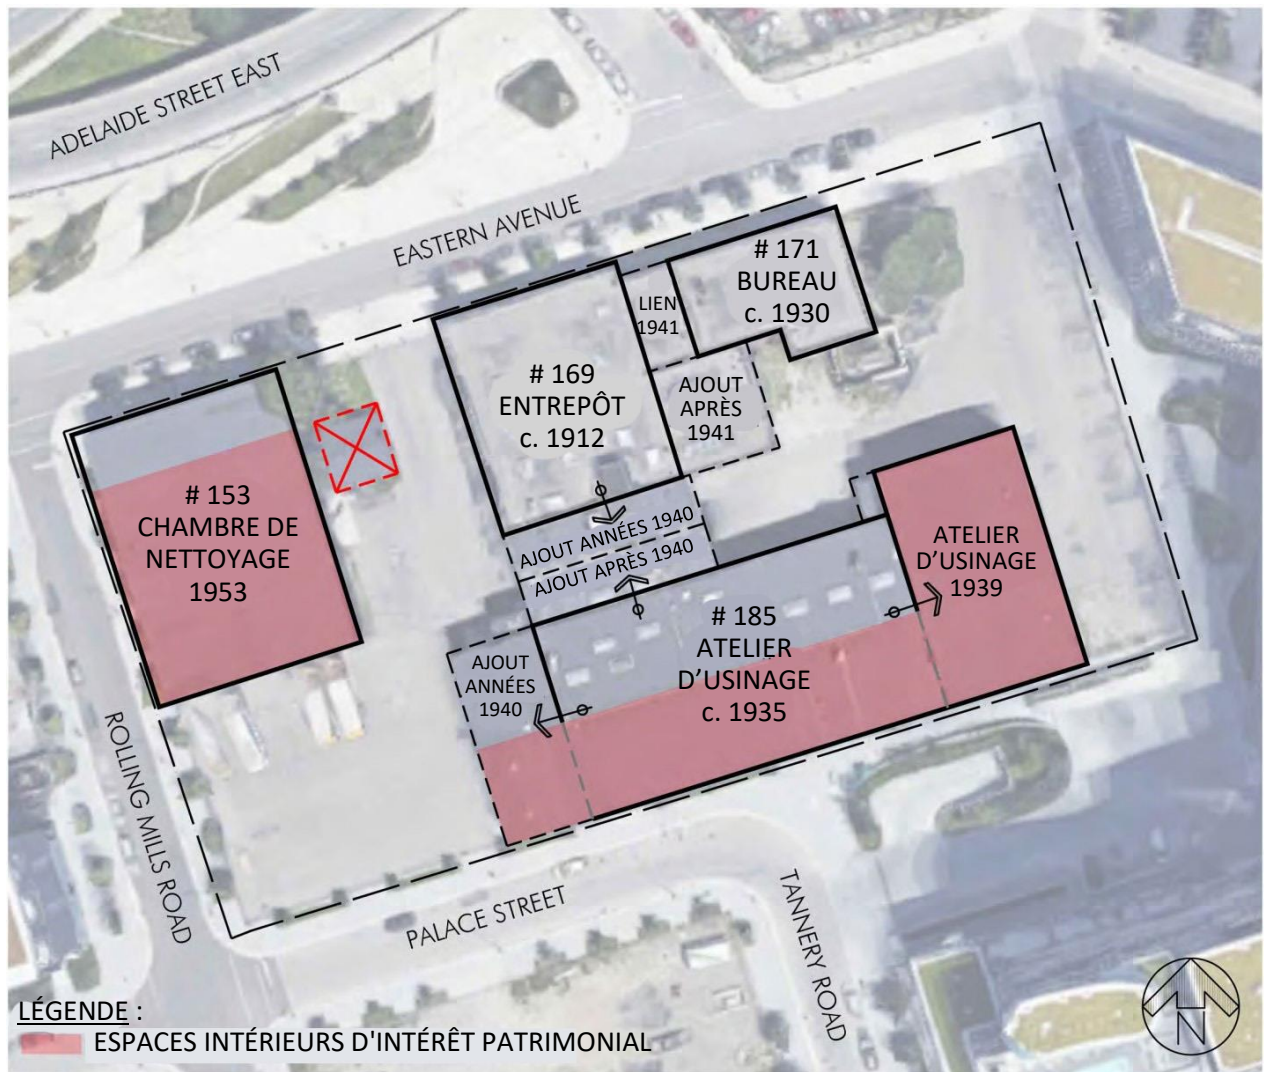 ADELAIDE STREET EAST
EASTERN AVENUE
# 171
BUREAU
c. 1930
LIEN
1941
# 169
ENTREPÔT
c. 1912
AJOUT
APRÈS
1941
# 153
CHAMBRE DE
NETTOYAGE
1953
AJOUT ANNÉES 1940
AJOUT APRÈS 1940
ATELIER
D’USINAGE
1939
# 185
ATELIER
D’USINAGE
c. 1935
AJOUT
ANNÉES
1940
ROLLING MILLS ROAD
PALACE STREET
TANNERY ROAD
N
LÉGENDE :
ESPACES INTÉRIEURS D'INTÉRÊT PATRIMONIAL